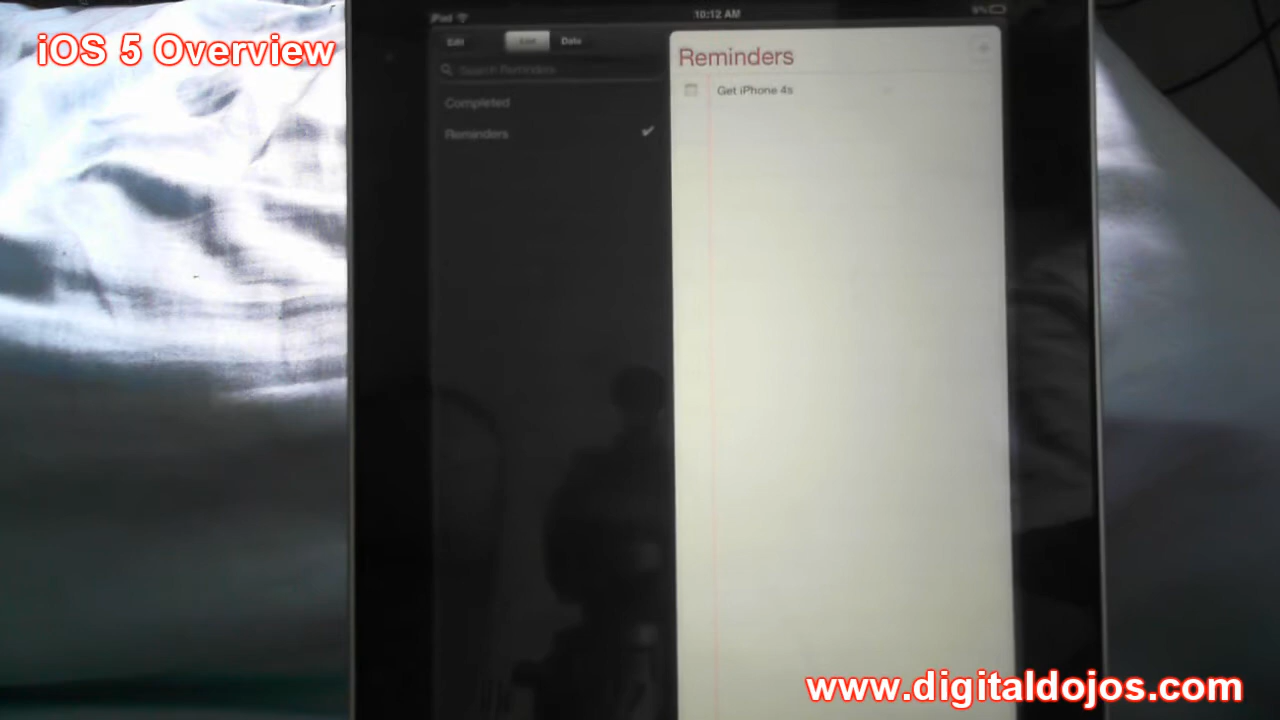 iOS 5 Overview
iPad
10:12 AM
Edit
List
Date
Search Reminders
Completed
Reminders
Reminders
Get iPhone 4s
www.digitaldojos.com